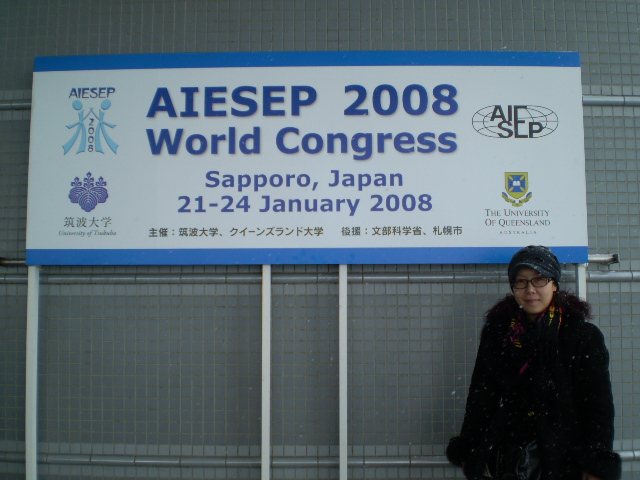 AIESEP
2008
AIESEP 2008
World Congress
Sapporo, Japan
21-24 January 2008
主催：筑波大学、クイーンズランド大学　後援：文部科学省、札幌市
筑波大学
University of Tsukuba
AIE
SEP
THE UNIVERSITY
OF QUEENSLAND
AUSTRALIA